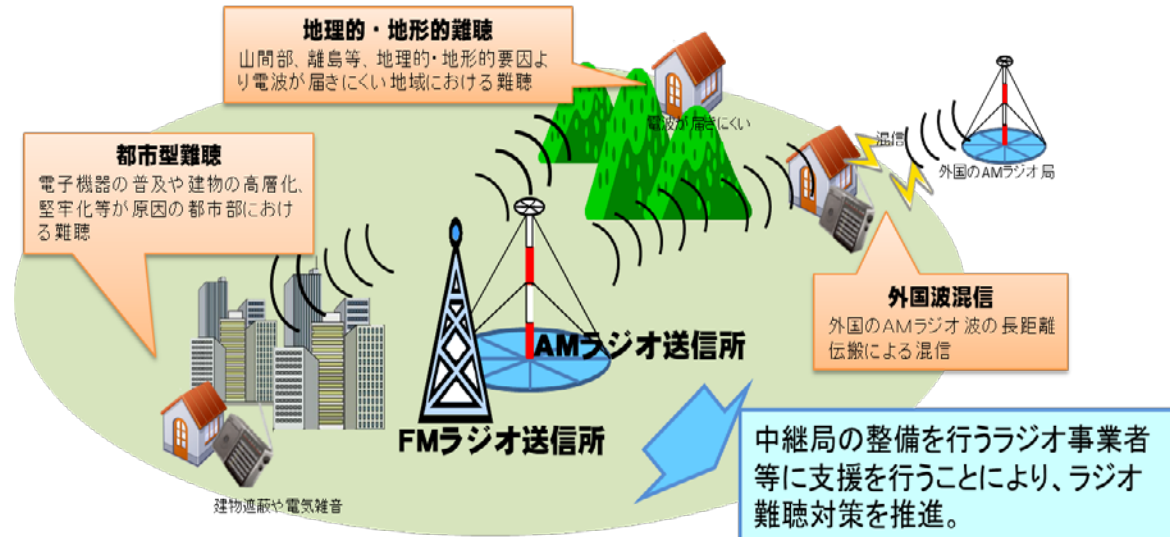 地理的・地形的難聴
山間部、離島等、地理的・地形的要因よ
り電波が届きにくい地域における難聴
電波が届きにくい
混信
外国のAMラジオ局
都市型難聴
電子機器の普及や建物の高層化、
堅牢化等が原因の都市部におけ
る難聴
外国波混信
外国のAMラジオ波の長距離
伝搬による混信
AMラジオ送信所
FMラジオ送信所
建物遮蔽や電気雑音
中継局の整備を行うラジオ事業者
等に支援を行うことにより、ラジオ
難聴対策を推進。